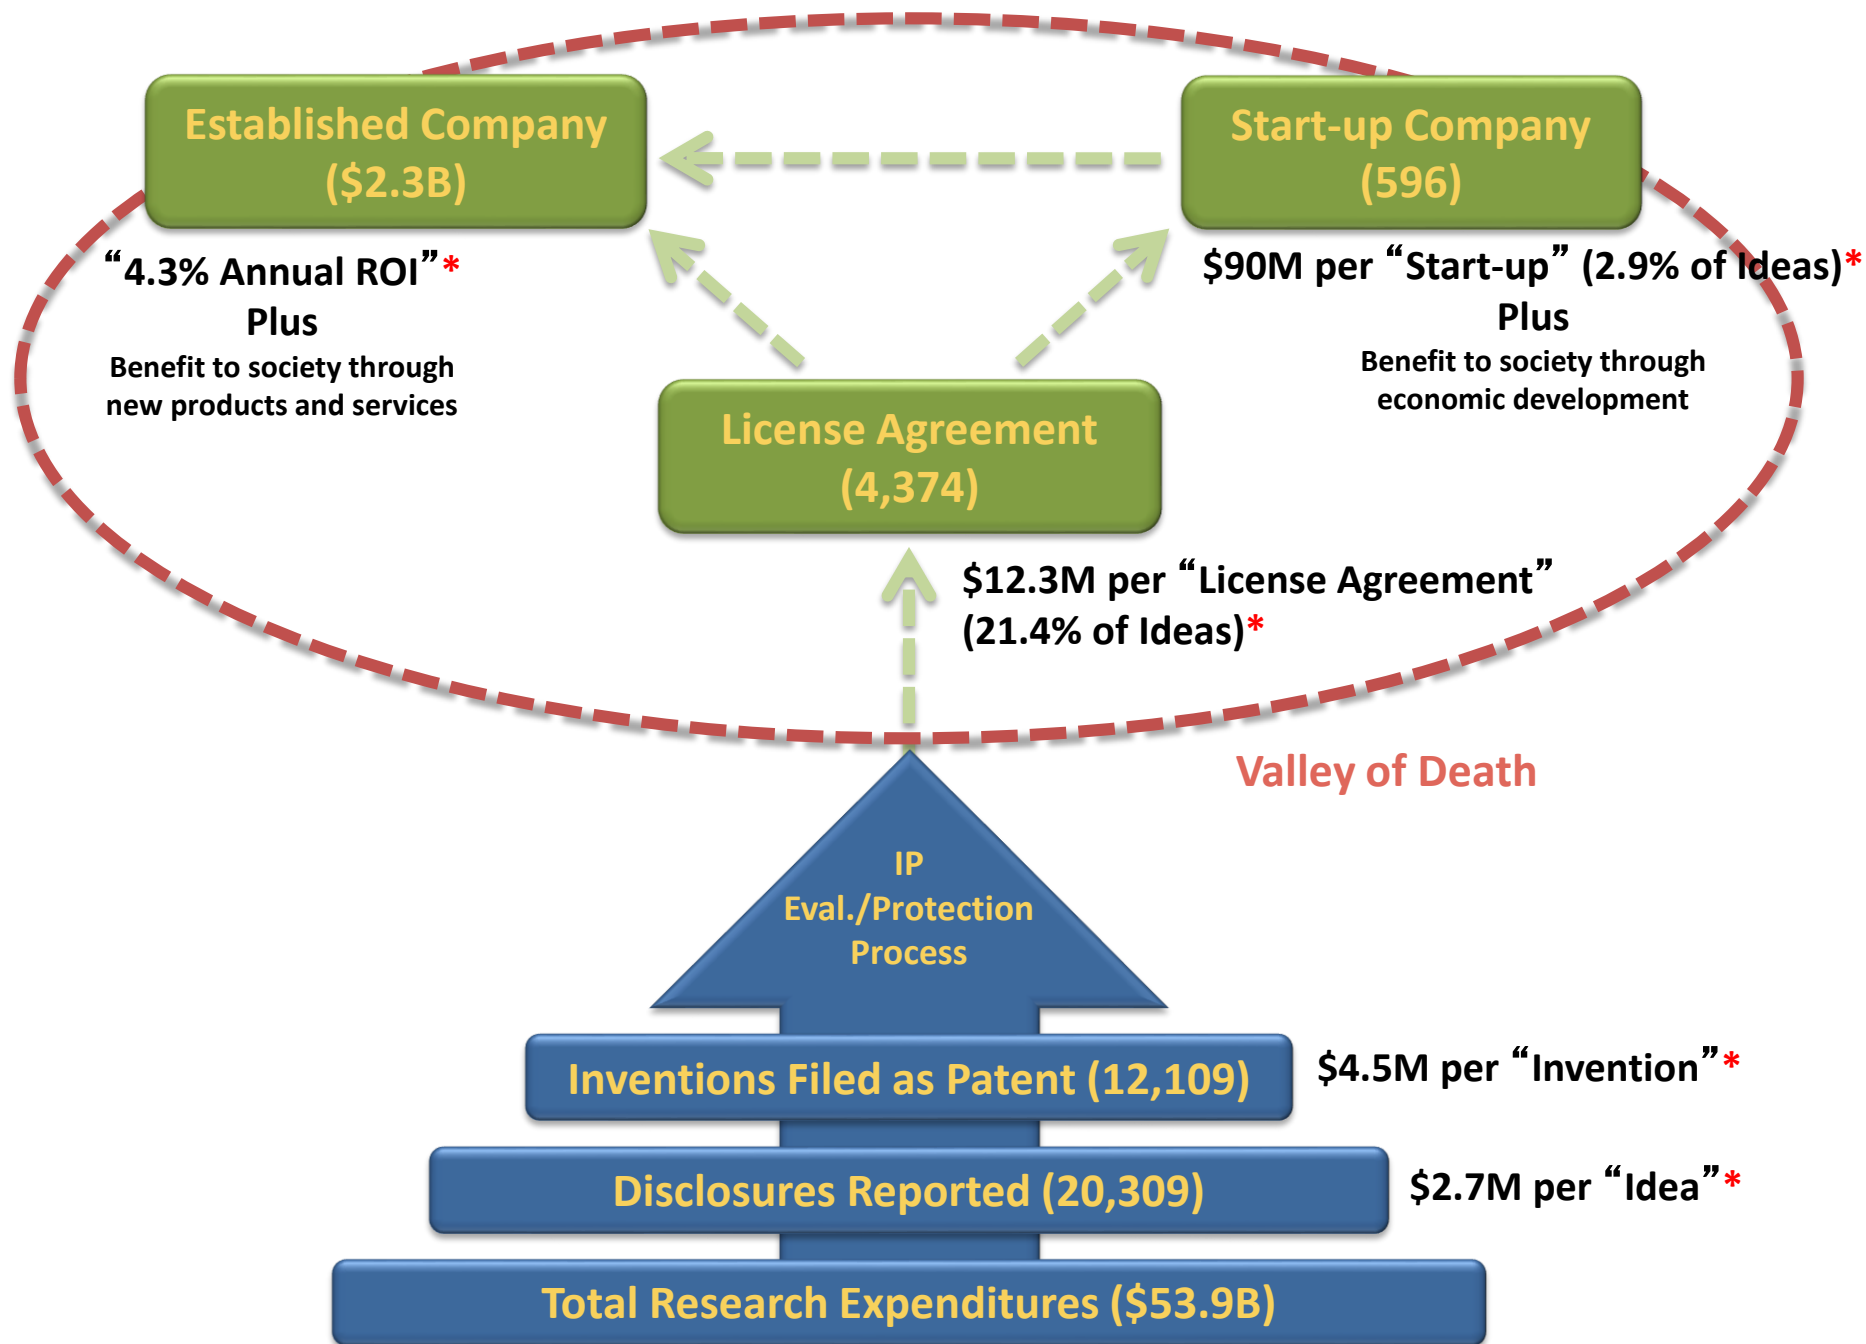 Established Company
($2.3B)
Start-up Company
(596)
“4.3% Annual ROI”*
Plus
Benefit to society through
new products and services
$90M per “Start-up” (2.9% of Ideas)*
Plus
Benefit to society through
economic development
License Agreement
(4,374)
$12.3M per “License Agreement”
(21.4% of Ideas)*
Valley of Death
IP
Eval./Protection
Process
Inventions Filed as Patent (12,109)
$4.5M per “Invention”*
Disclosures Reported (20,309)
$2.7M per “Idea”*
Total Research Expenditures ($53.9B)